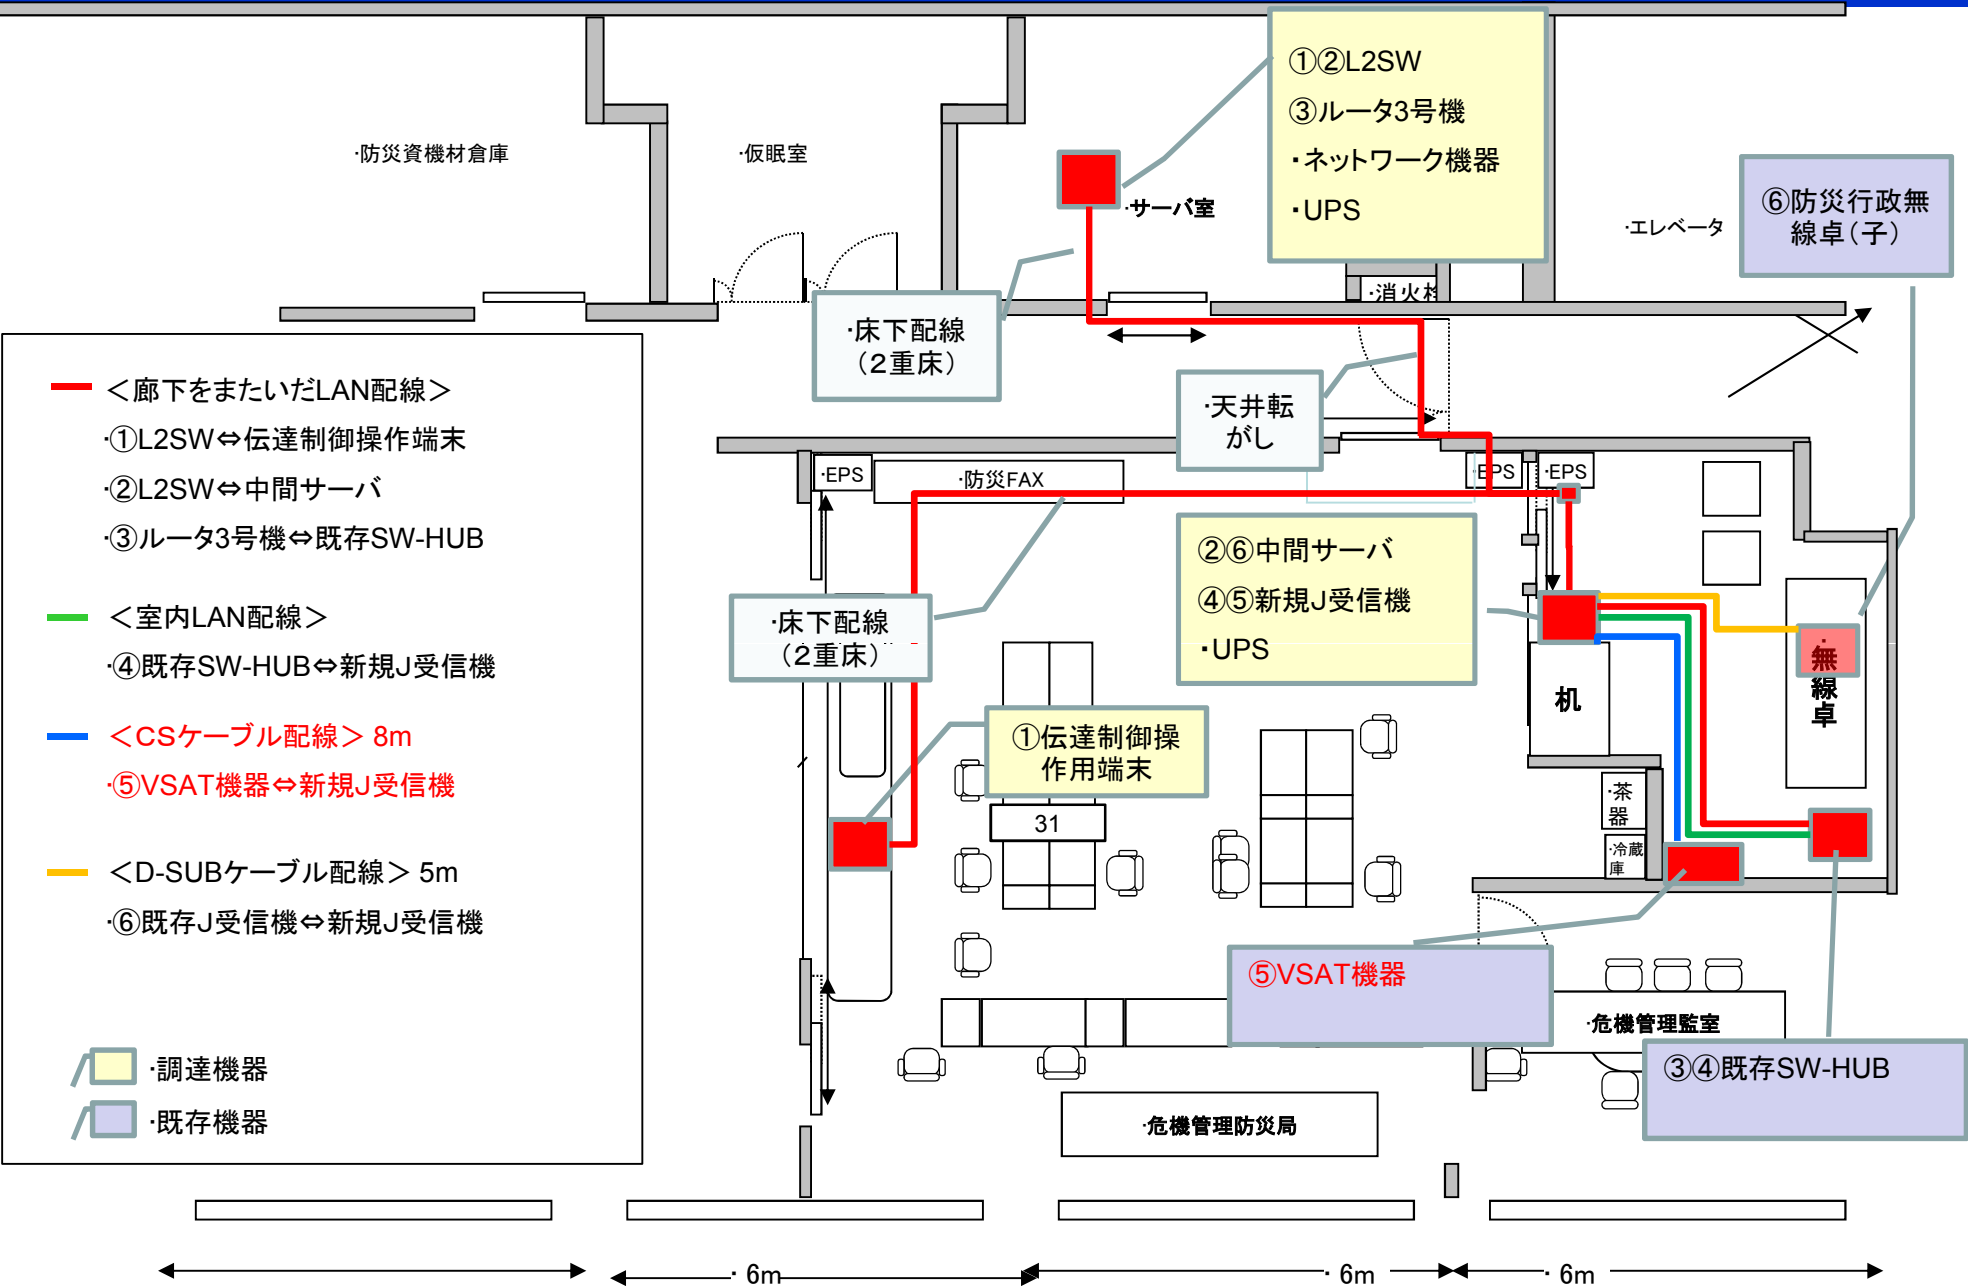 ①②L2SW
③ルータ3号機
・ネットワーク機器
・UPS
・防災資機材倉庫
・仮眠室
・サーバ室
・エレベータ
⑥防災行政無
線卓（子）
・消火栓
・床下配線
（２重床）
・天井転
がし
＜廊下をまたいだLAN配線＞
・①L2SW⇔伝達制御操作端末
・②L2SW⇔中間サーバ
・③ルータ3号機⇔既存SW-HUB
＜室内LAN配線＞
・④既存SW-HUB⇔新規J受信機
＜CSケーブル配線＞ 8m
・⑤VSAT機器⇔新規J受信機
＜D-SUBケーブル配線＞ 5m
・⑥既存J受信機⇔新規J受信機
・調達機器
・既存機器
・EPS
・防災FAX
・EPS
・EPS
②⑥中間サーバ
④⑤新規J受信機
・UPS
・床下配線
（２重床）
・無線卓
机
①伝達制御操
作用端末
31
・茶
器
・冷蔵
庫
⑤VSAT機器
・危機管理監室
③④既存SW-HUB
・危機管理防災局
・6m
・6m
・6m